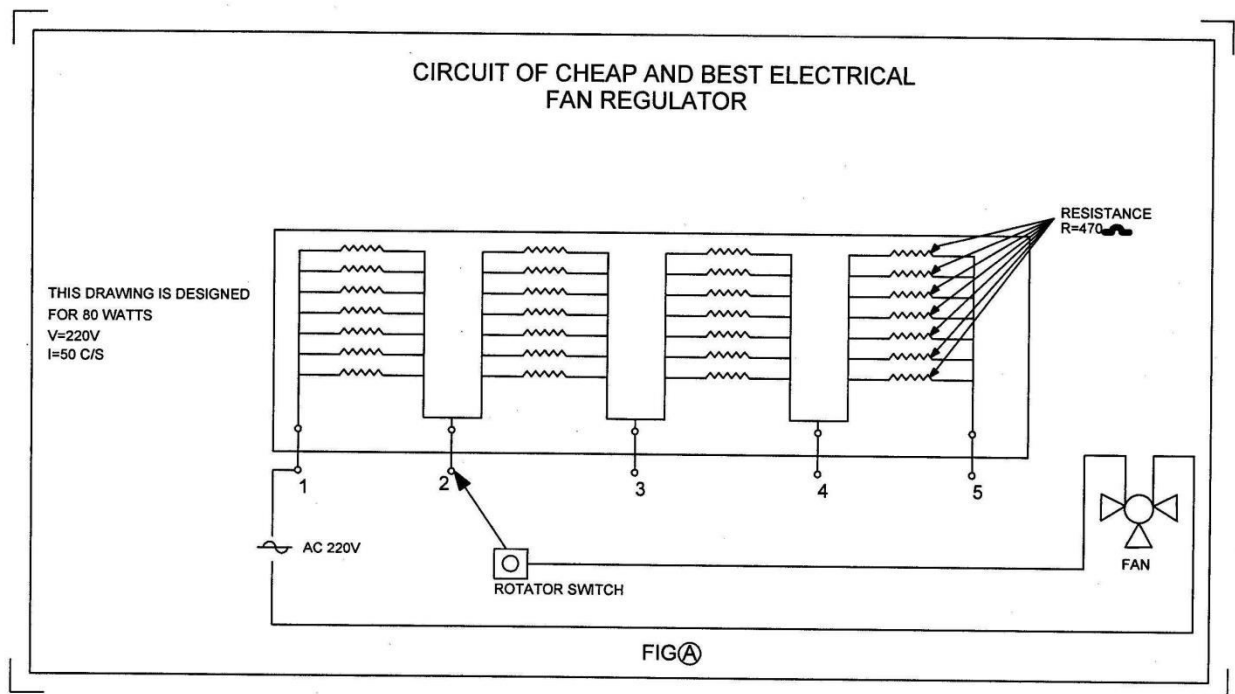 CIRCUIT OF CHEAP AND BEST ELECTRICAL
FAN REGULATOR
RESISTANCE
R=470
THIS DRAWING IS DESIGNED
FOR 80 WATTS
V=220V
I=50 C/S
1
2
3
4
5
AC 220V
ROTATOR SWITCH
FAN
FIG A